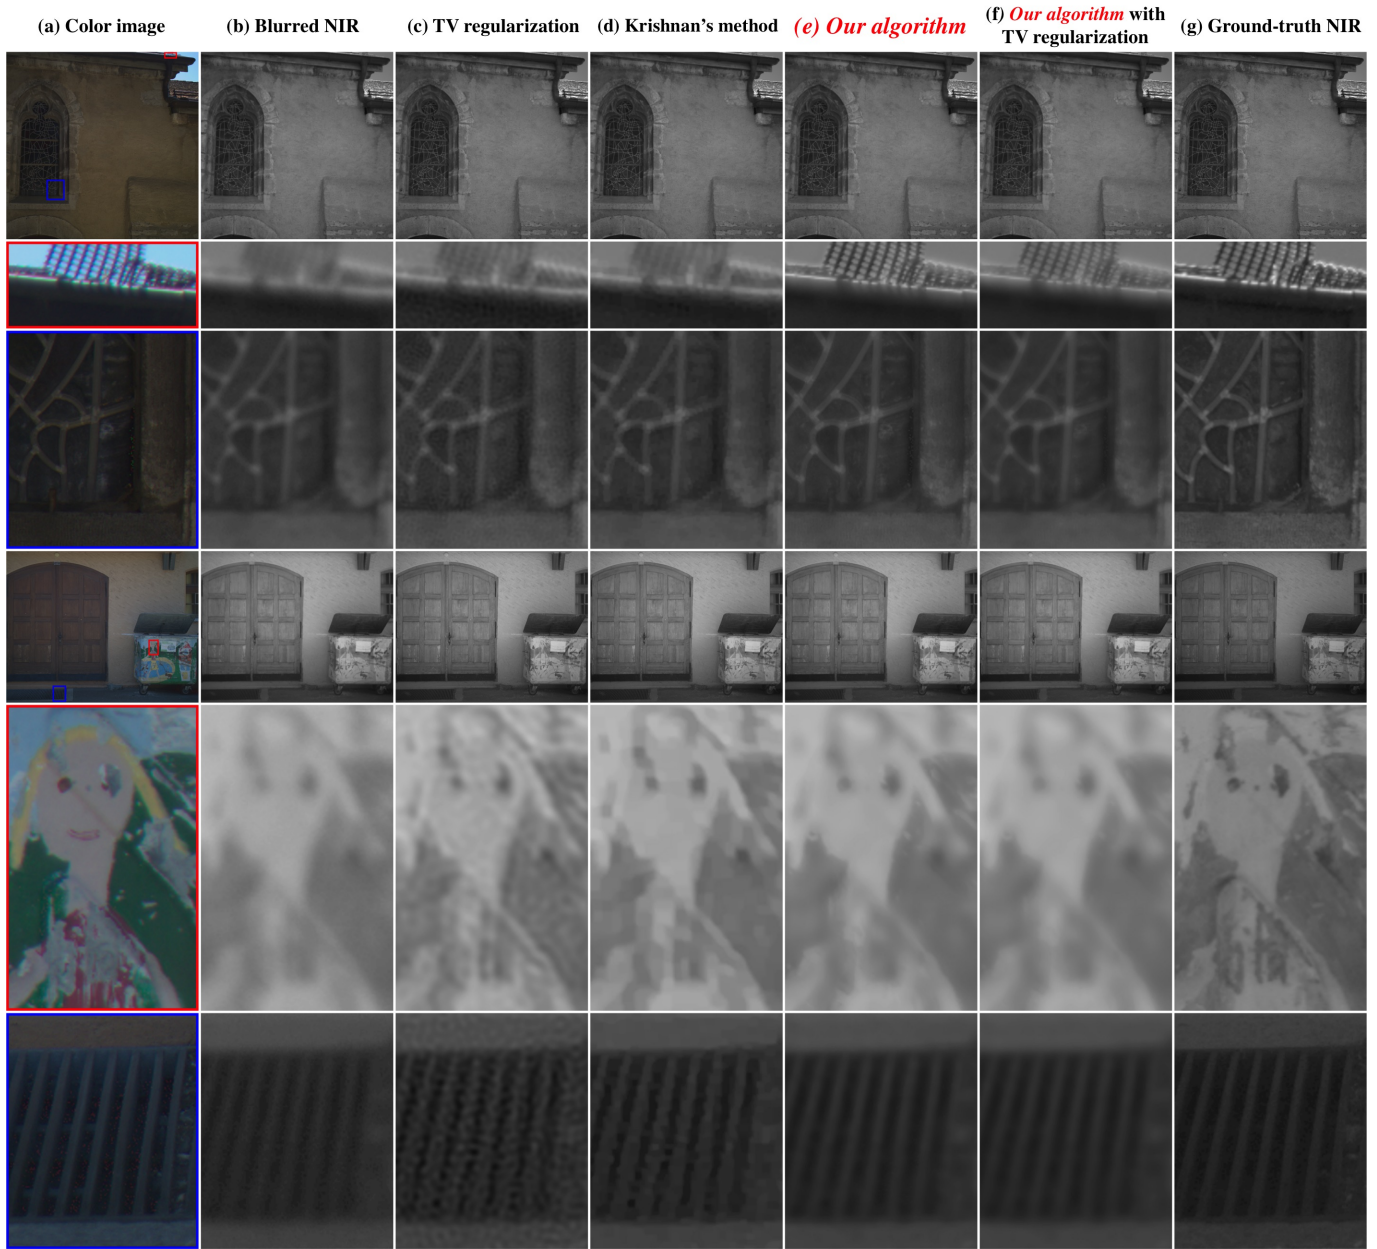 (a) Color image
(b) Blurred NIR
(c) TV regularization
(d) Krishnan's method
(e) Our algorithm
(f) Our algorithm with
TV regularization
(g) Ground-truth NIR